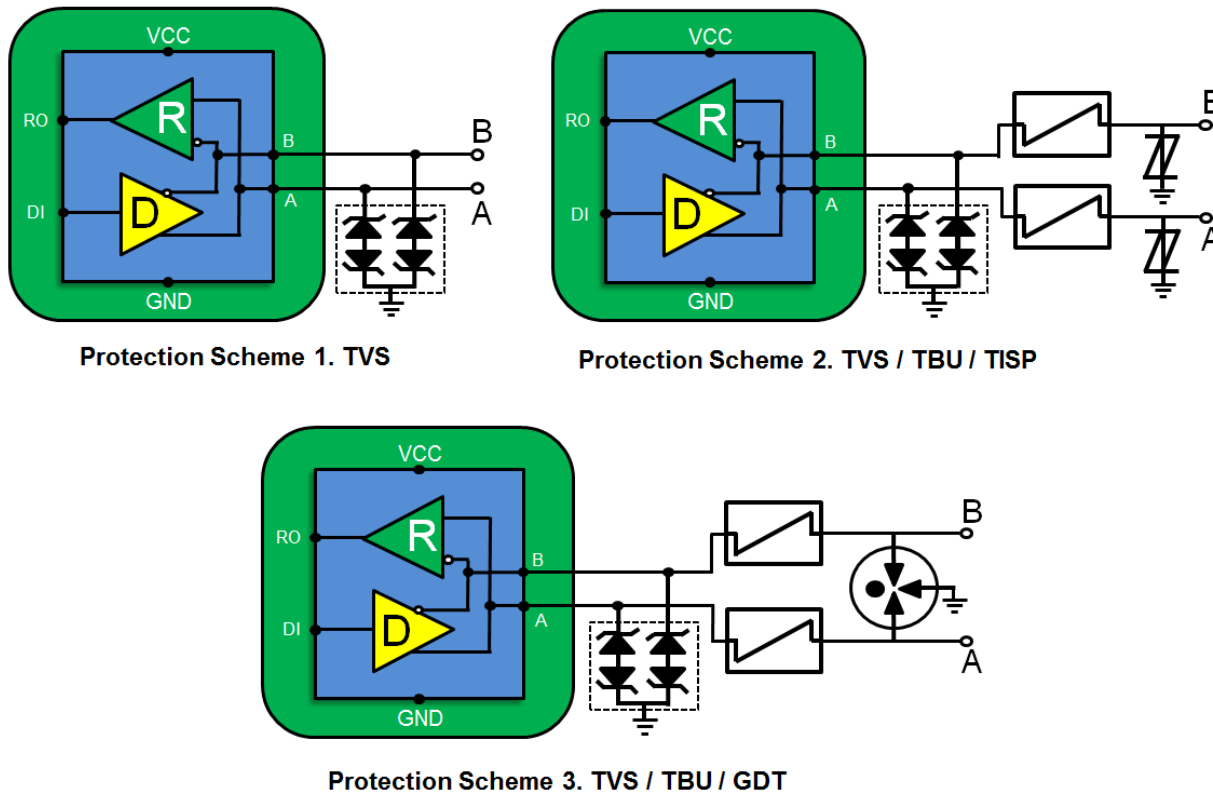 VCC
R
RO
B
B
DI
D
A
A
GND
Protection Scheme 1. TVS
VCC
B
R
RO
B
DI
D
A
A
GND
Protection Scheme 2. TVS / TBU / TISP
VCC
B
R
RO
B
DI
D
A
A
GND
Protection Scheme 3. TVS / TBU / GDT